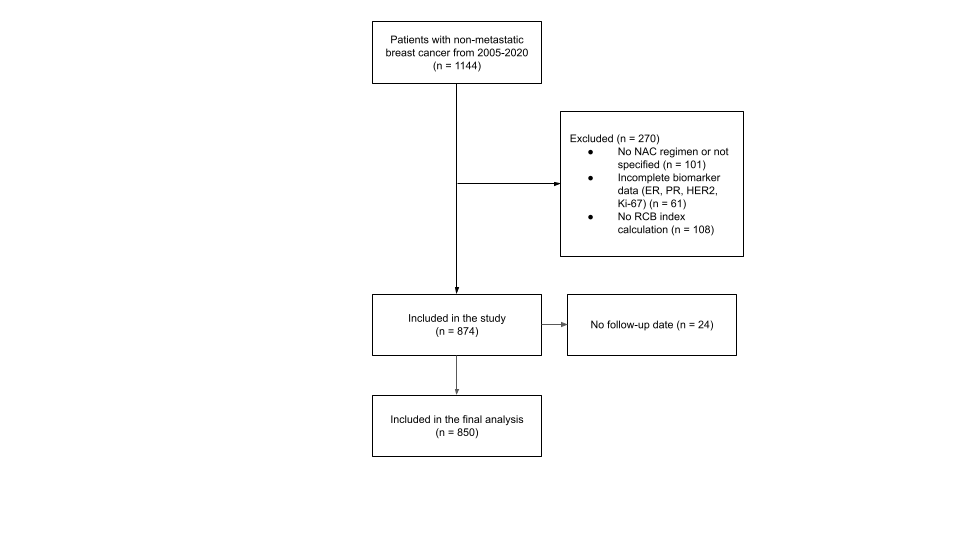 Patients with non-metastatic
breast cancer from 2005-2020
(n = 1144)
Excluded (n = 270)
● No NAC regimen or not
specified (n = 101)
● Incomplete biomarker
data (ER, PR, HER2,
Ki-67) (n = 61)
● No RCB index
calculation (n = 108)
Included in the study
(n = 874)
No follow-up date (n = 24)
Included in the final analysis
(n = 850)